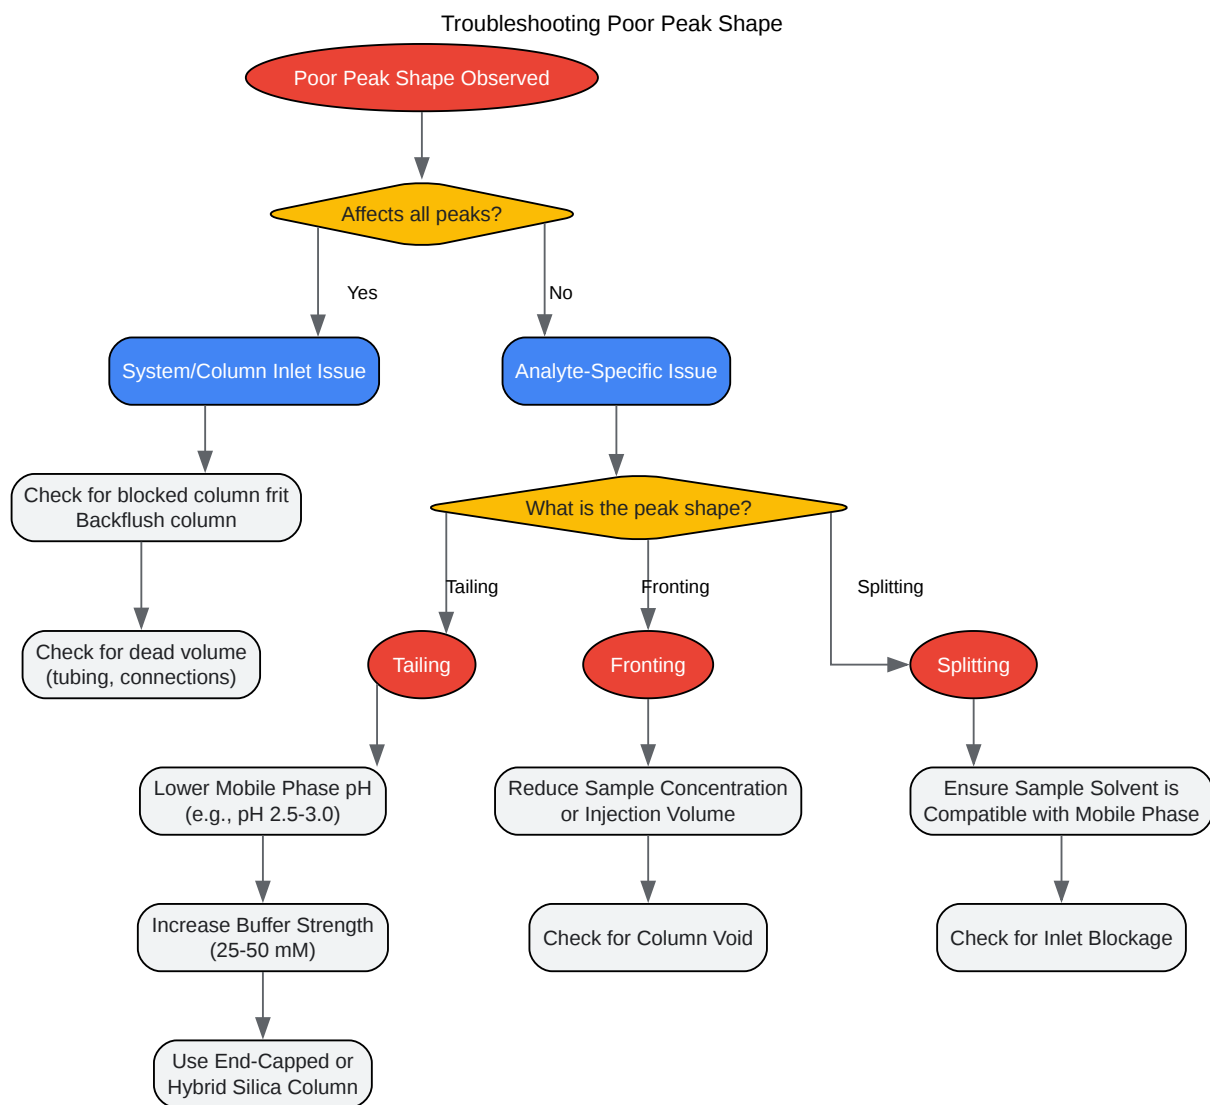 Troubleshooting Poor Peak Shape
Poor Peak Shape Observed
Affects all peaks?
Yes
No
System/Column Inlet Issue
Analyte-Specific Issue
Check for blocked column frit
Backflush column
What is the peak shape?
Tailing
Fronting
Splitting
Check for dead volume
(tubing, connections)
Tailing
Fronting
Splitting
Lower Mobile Phase pH
(e.g., pH 2.5-3.0)
Reduce Sample Concentration
or Injection Volume
Ensure Sample Solvent is
Compatible with Mobile Phase
Increase Buffer Strength
(25-50 mM)
Check for Column Void
Check for Inlet Blockage
Use End-Capped or
Hybrid Silica Column